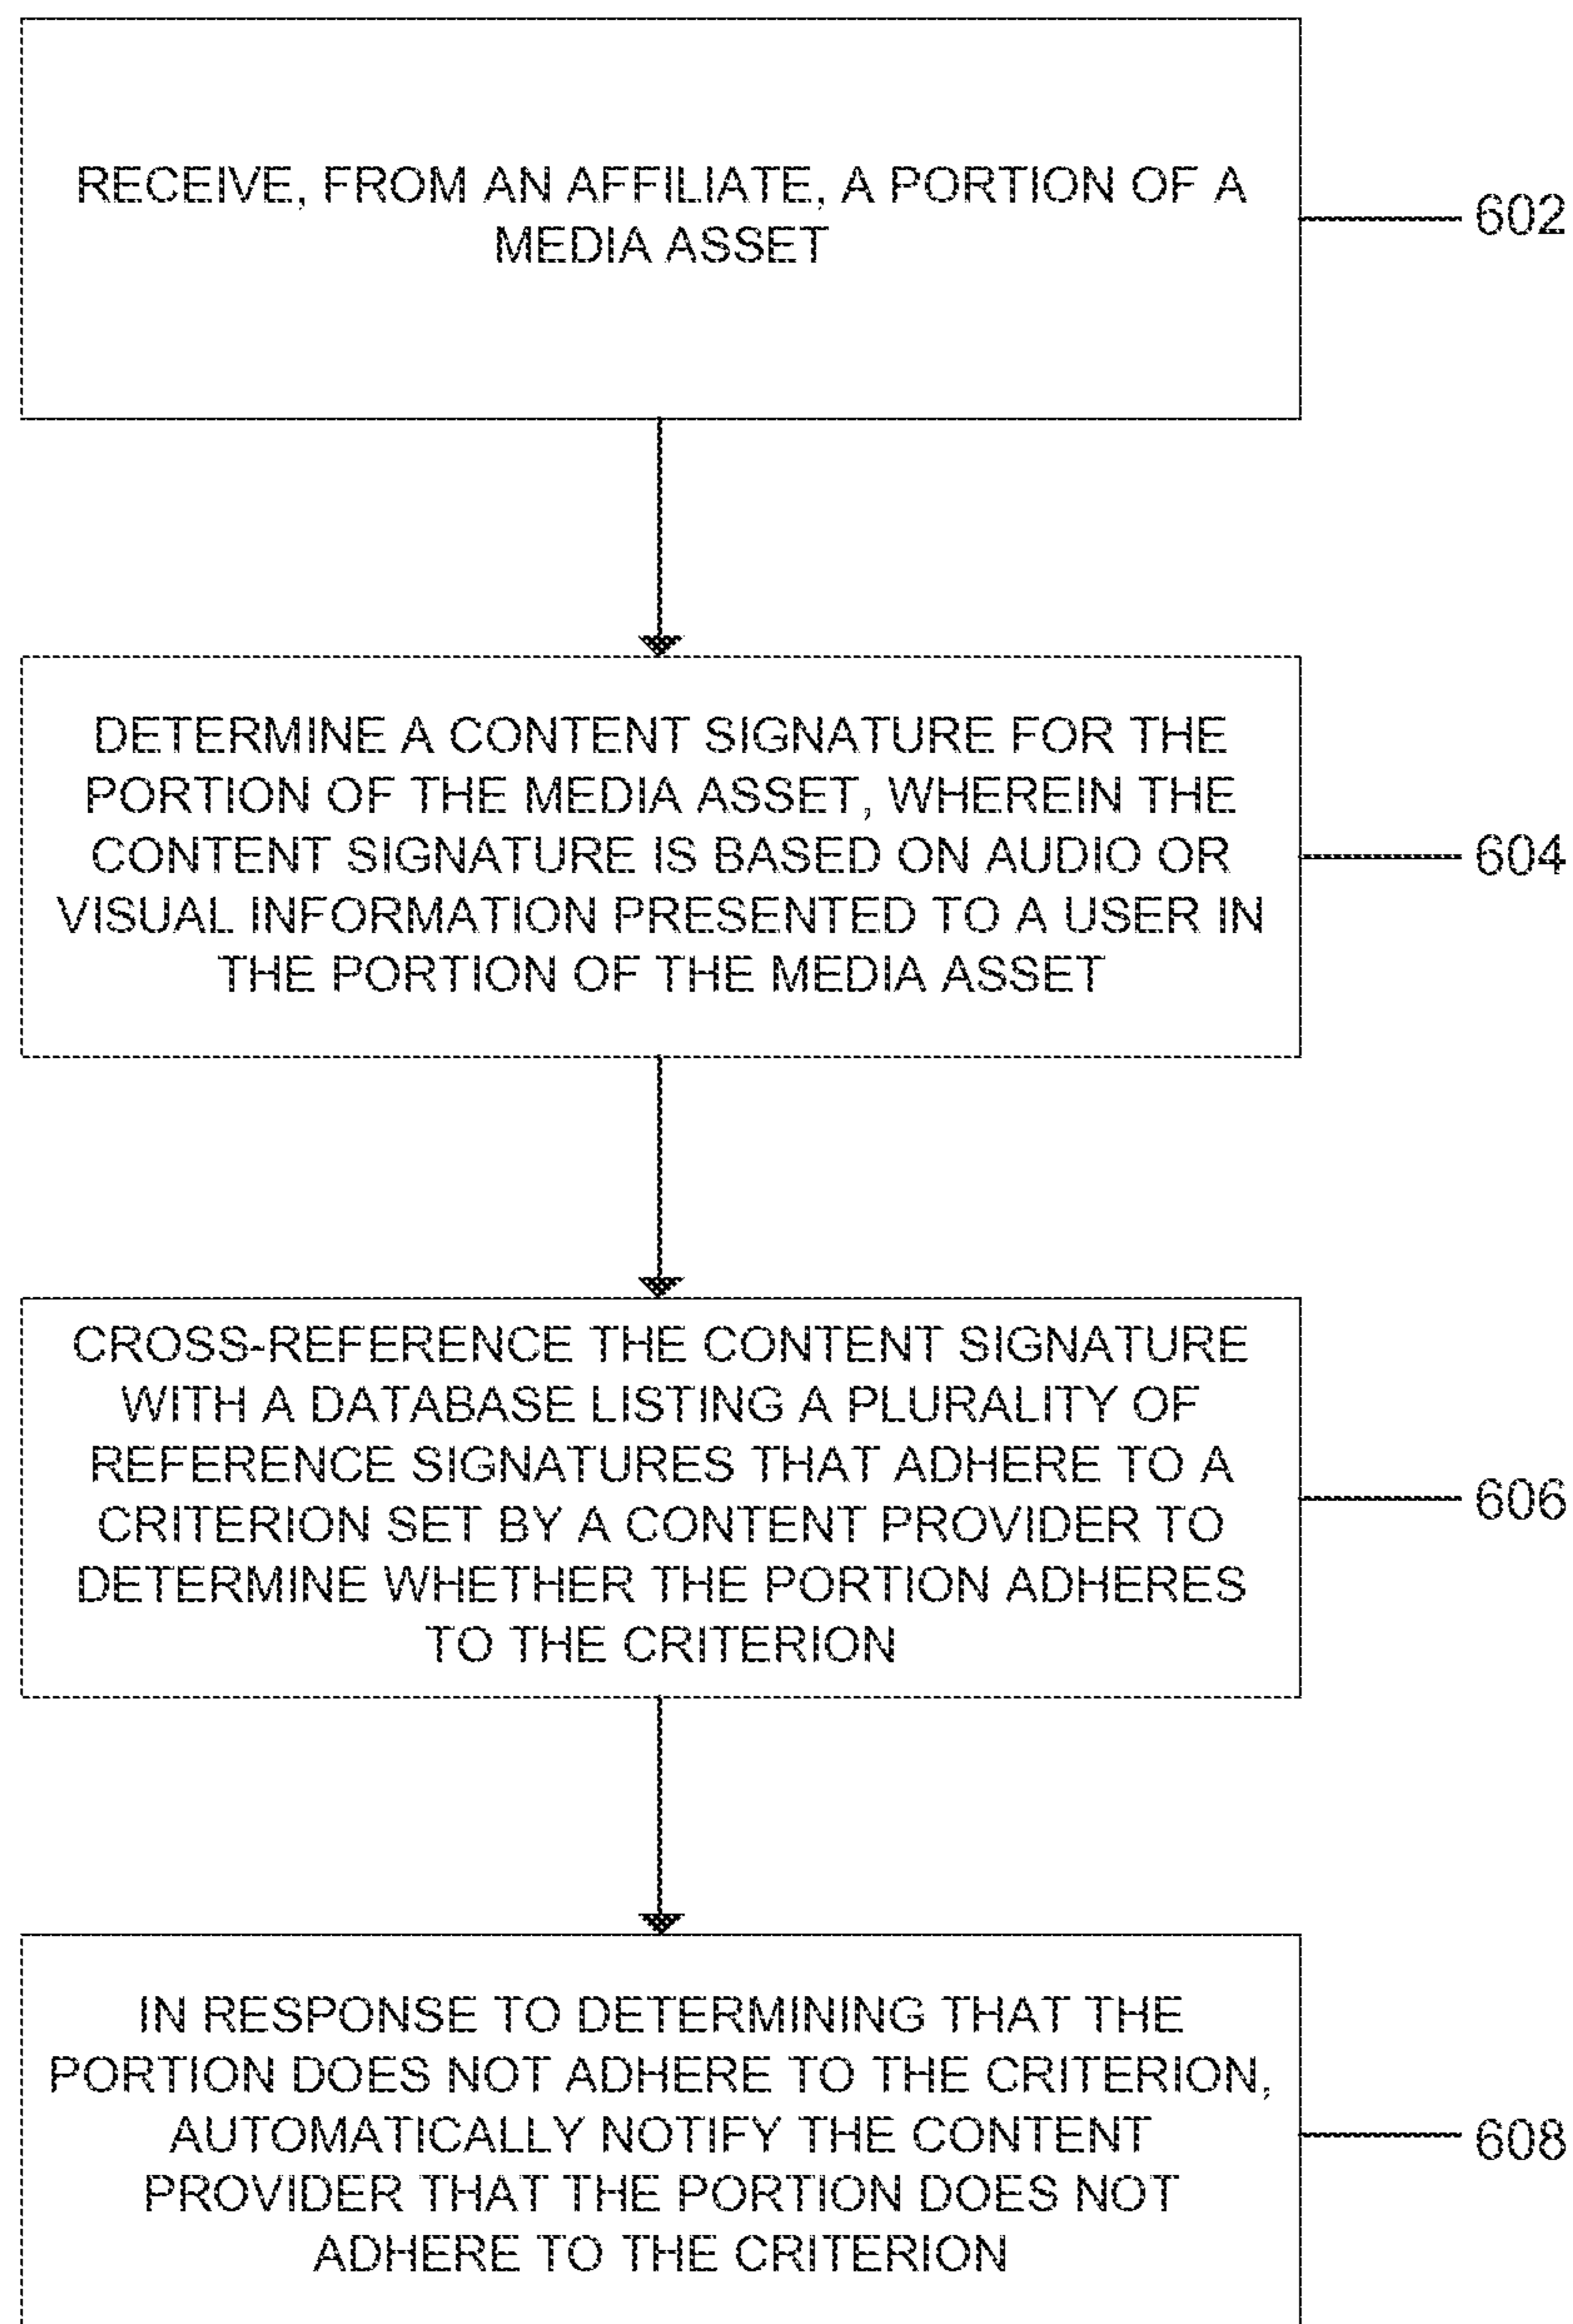 RECEIVE, FROM AN AFFILIATE, A PORTION OF A
MEDIA ASSET
602
DETERMINE A CONTENT SIGNATURE FOR THE
PORTION OF THE MEDIA ASSET, WHEREIN THE
CONTENT SIGNATURE IS BASED ON AUDIO OR
VISUAL INFORMATION PRESENTED TO A USER IN
THE PORTION OF THE MEDIA ASSET
604
CROSS-REFERENCE THE CONTENT SIGNATURE
WITH A DATABASE LISTING A PLURALITY OF
REFERENCE SIGNATURES THAT ADHERE TO A
CRITERION SET BY A CONTENT PROVIDER TO
DETERMINE WHETHER THE PORTION ADHERES
TO THE CRITERION
606
IN RESPONSE TO DETERMINING THAT THE
PORTION DOES NOT ADHERE TO THE CRITERION,
AUTOMATICALLY NOTIFY THE CONTENT
PROVIDER THAT THE PORTION DOES NOT
ADHERE TO THE CRITERION
608